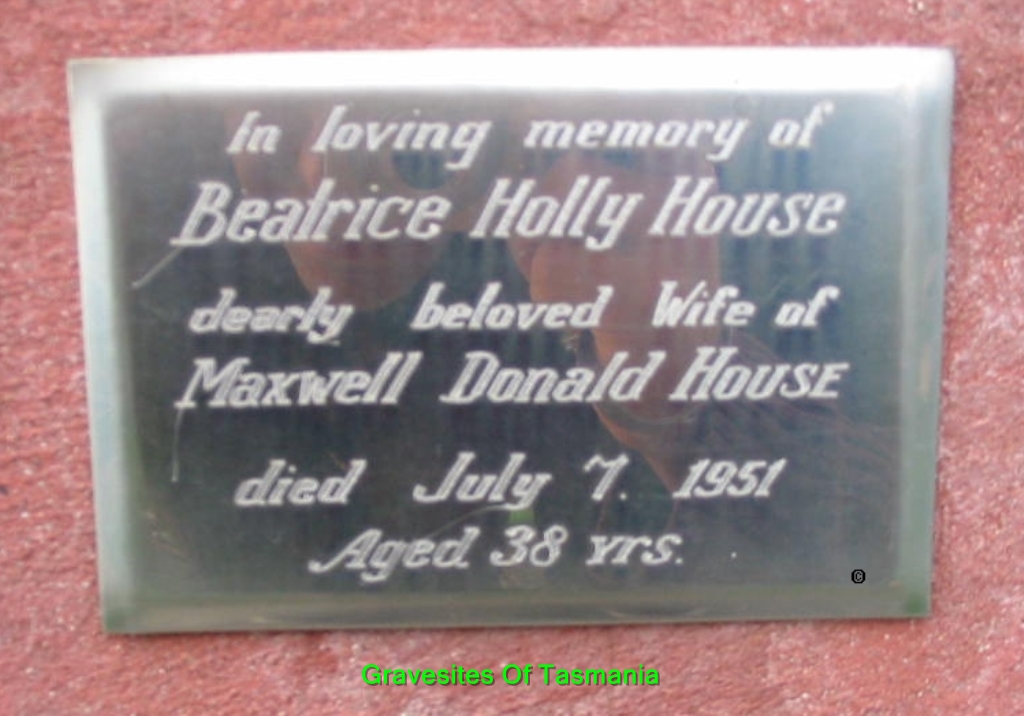 In loving memory of
Beatrice Holly House
dearly beloved Wife of
Maxwell Donald House
died July 7. 1951
Aged 38 yrs.
©
Gravesites Of Tasmania